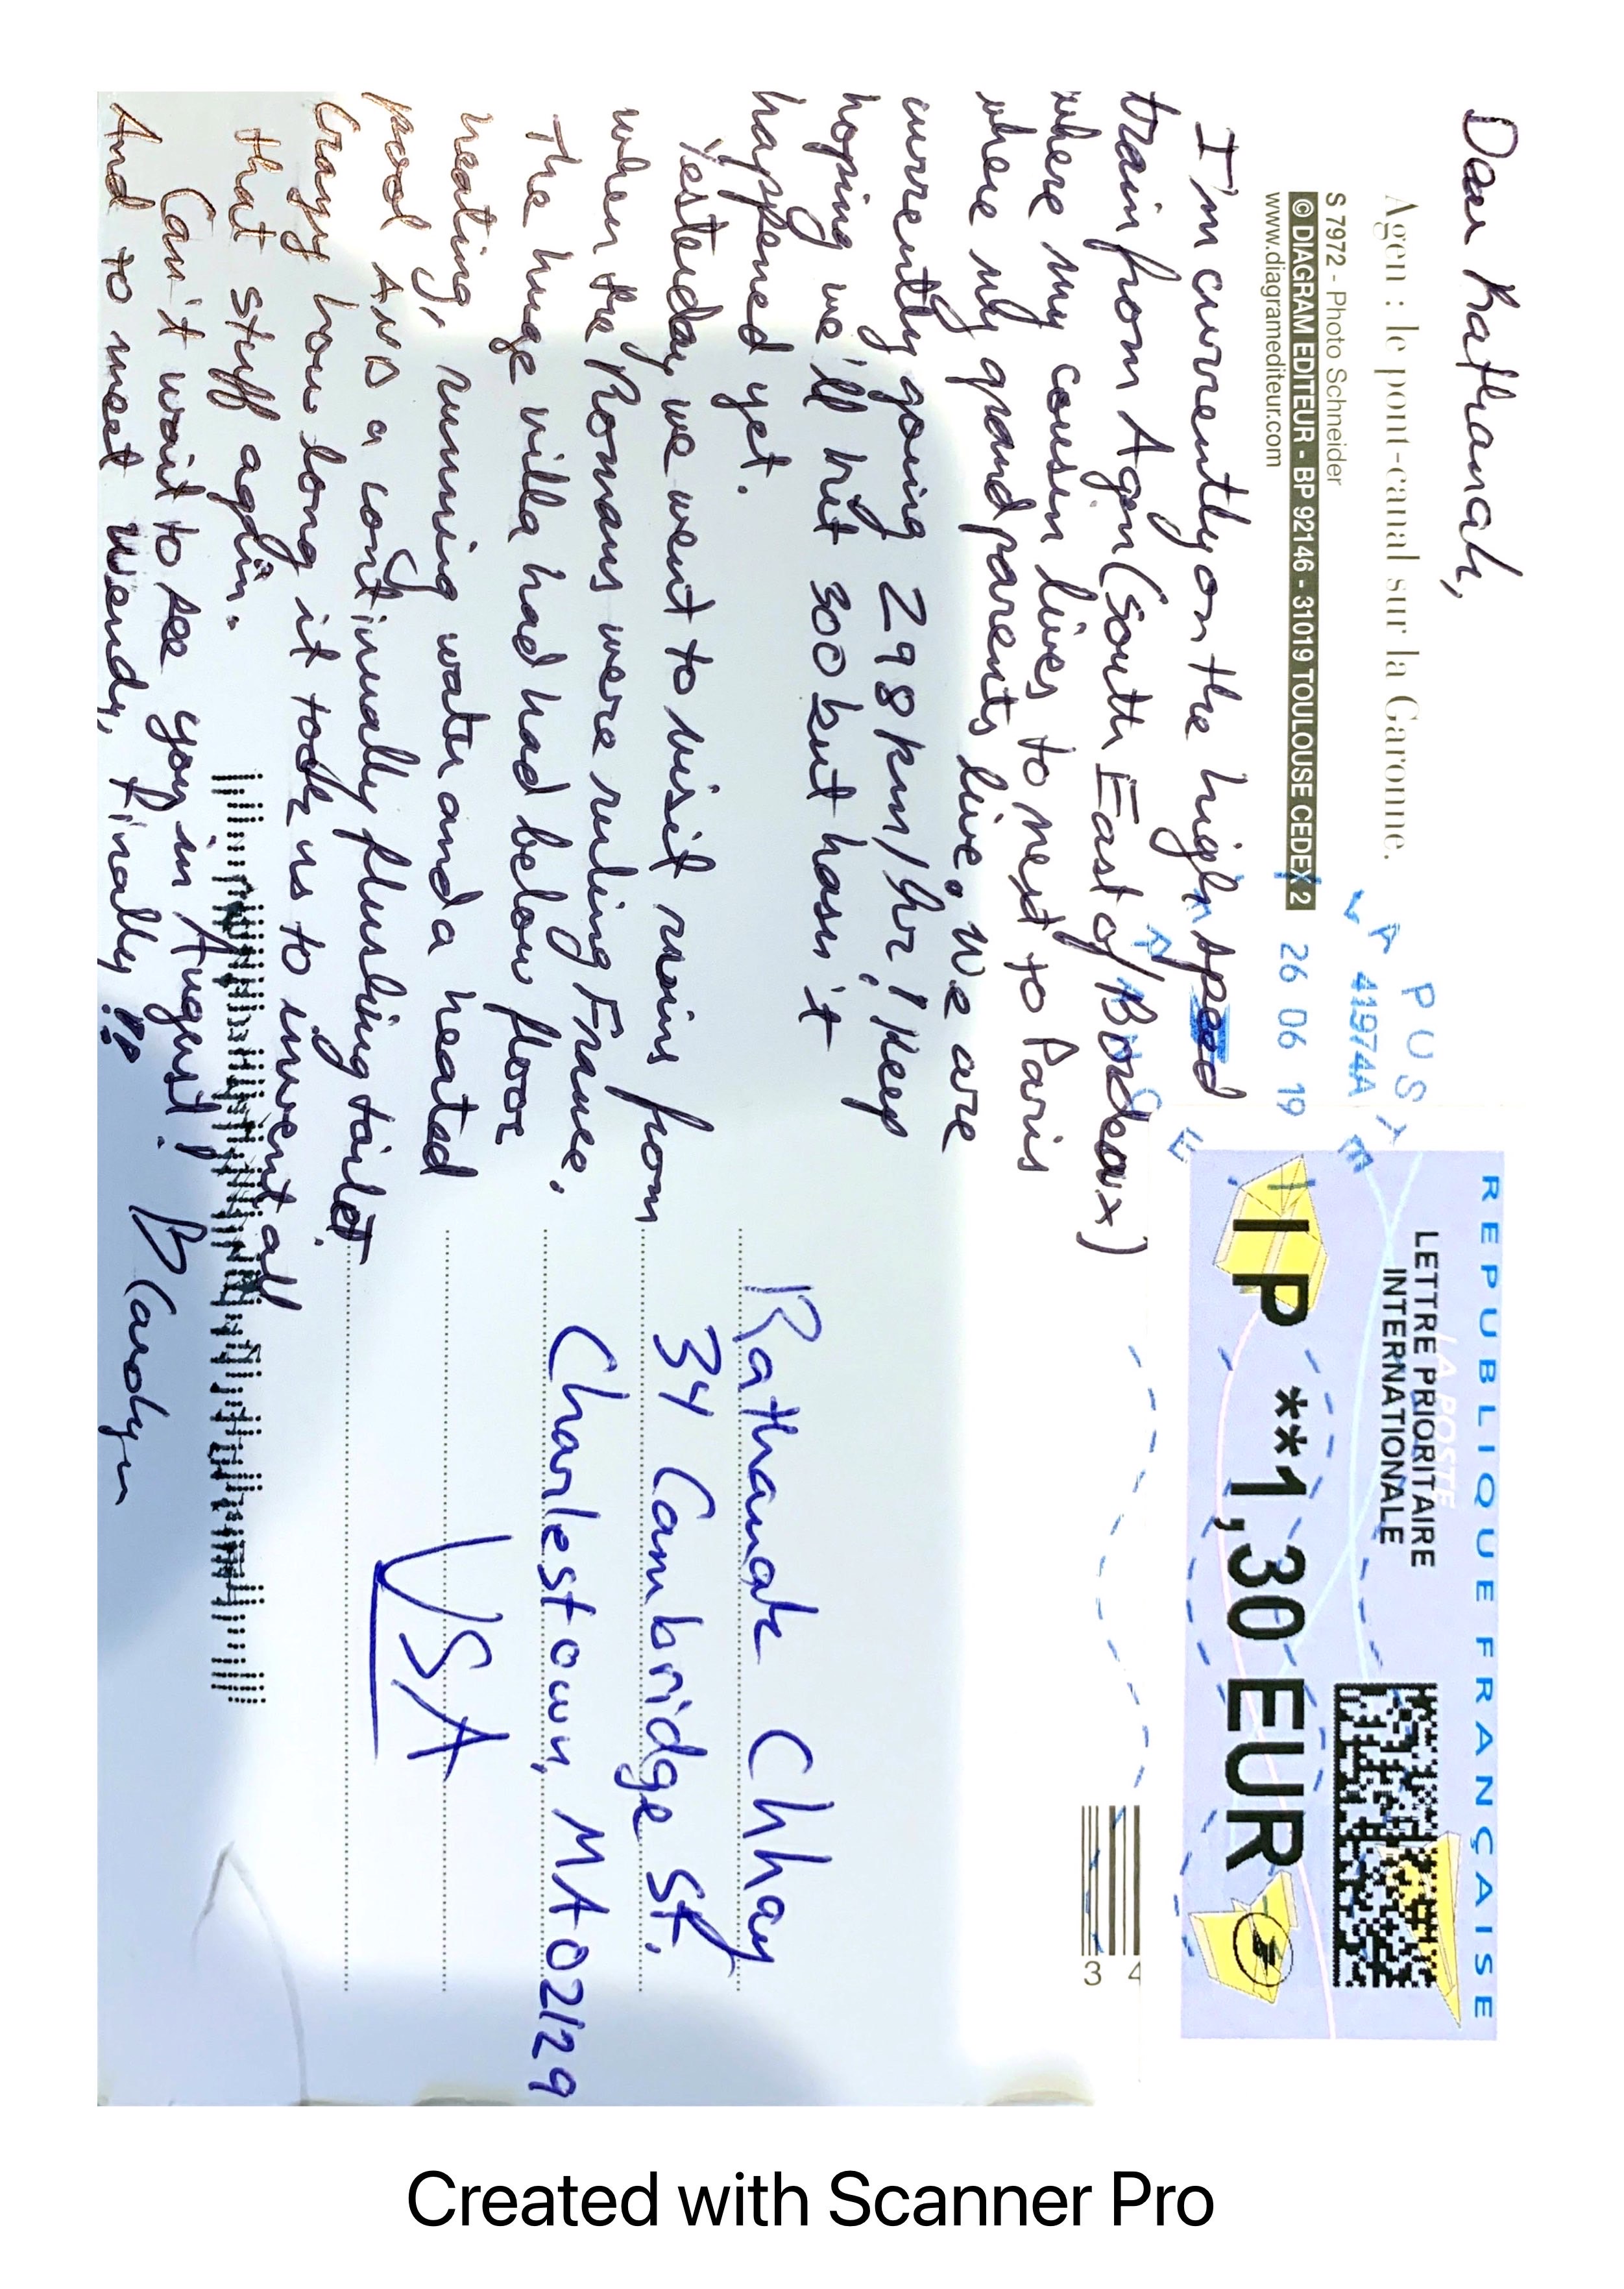 Dear Rathanak,
Agen : le pont-canal sur la Garonne.
S 7972 - Photo Schneider
© DIAGRAM EDITEUR - BP 92146 - 31019 TOULOUSE CEDEX 2
www.diagramediteur.com
I'm currently on the high speed
train from Agen (south East of Bordeaux)
where my cousin lives to next to Paris
where my grandparents live. We are
currently going 298 km/hr, I keep
hoping we'll hit 300 but hasn't
happened yet.
Yesterday we went to visit ruins from
when the Romans were ruling France.
The huge villa had had below floor
heating, running water and a heated
pool AND a continually flushing toilet.
Crazy how long it took us to invent all
that stuff again.
Can't wait to see you in August!
And to meet Wendy, finally!!
Carolyn
41974A
26 06 19
REPUBLIQUE FRANÇAISE
LA POSTE
LETTRE PRIORITAIRE
INTERNATIONALE
IP **1,30 EUR
3 4
Rathanak Chhay
34 Cambridge St.
Charlestown, MA 02129
USA
Created with Scanner Pro